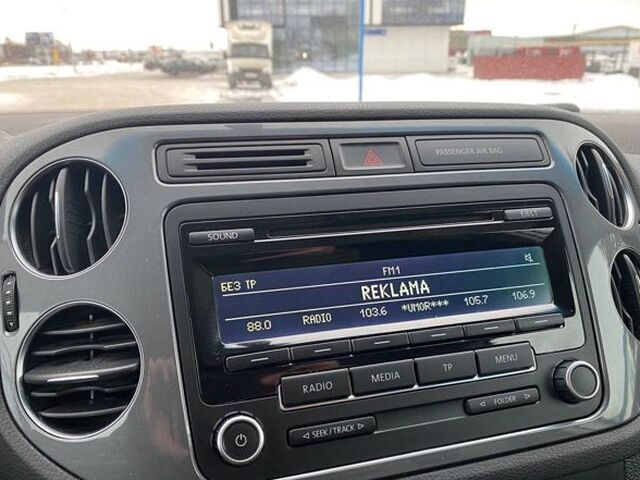 PASSENGER AIR BAG
SOUND
EJECT
FM1
БЕЗ TP
REKLAMA
88.0 RADIO 103.6 *UMOR*** 105.7 106.9
RADIO MEDIA TP MENU
FOLDER
SEEK / TRACK